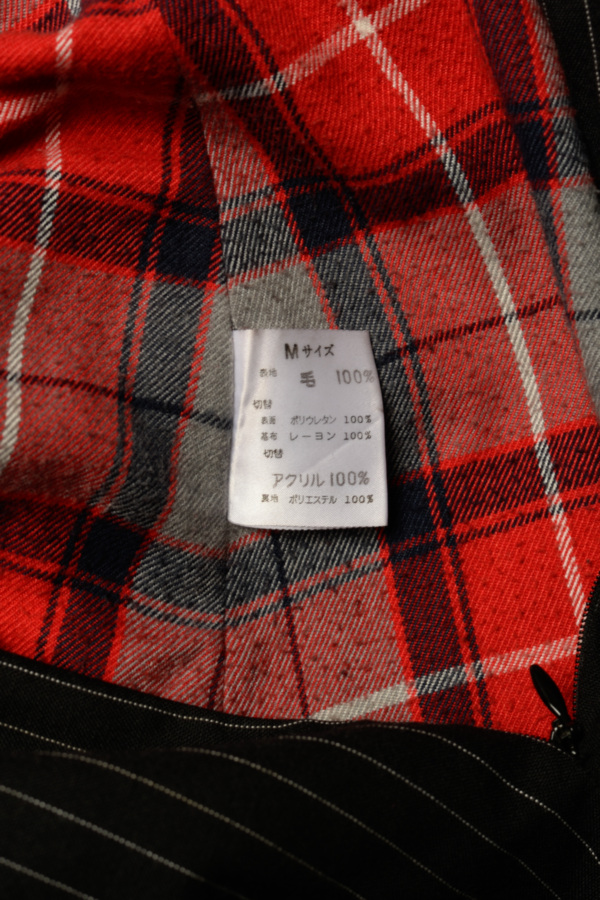 Mサイズ
表地 毛 100%
切替
表面 ポリウレタン 100%
基布 レーヨン 100%
切替
アクリル 100%
裏地 ポリエステル 100%